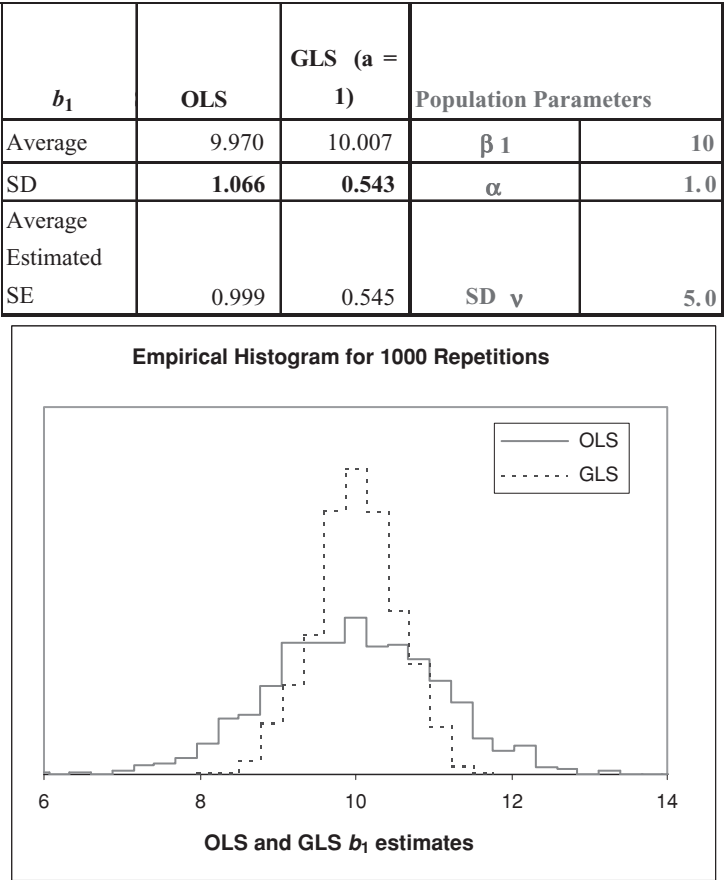 GLS (a =
b1 OLS 1) Population Parameters
Average 9.970 10.007 β 1 10
SD 1.066 0.543 α 1.0
Average
Estimated
SE 0.999 0.545 SD ν 5.0
Empirical Histogram for 1000 Repetitions
OLS
GLS
6 8 10 12 14
OLS and GLS b1 estimates